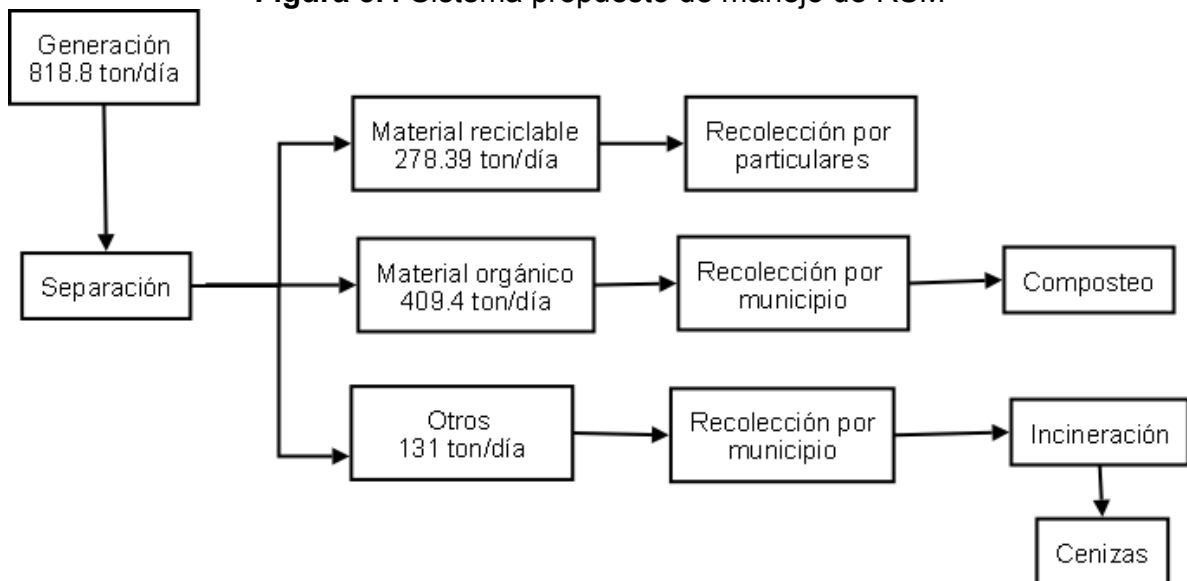 Figura Sistema propuesto de manejo de RSM
Generación
818.8 ton/día
Separación
Material reciclable
278.39 ton/día
Recolección por
particulares
Material orgánico
409.4 ton/día
Recolección por
municipio
Composteo
Otros
131 ton/día
Recolección por
municipio
Incineración
Cenizas